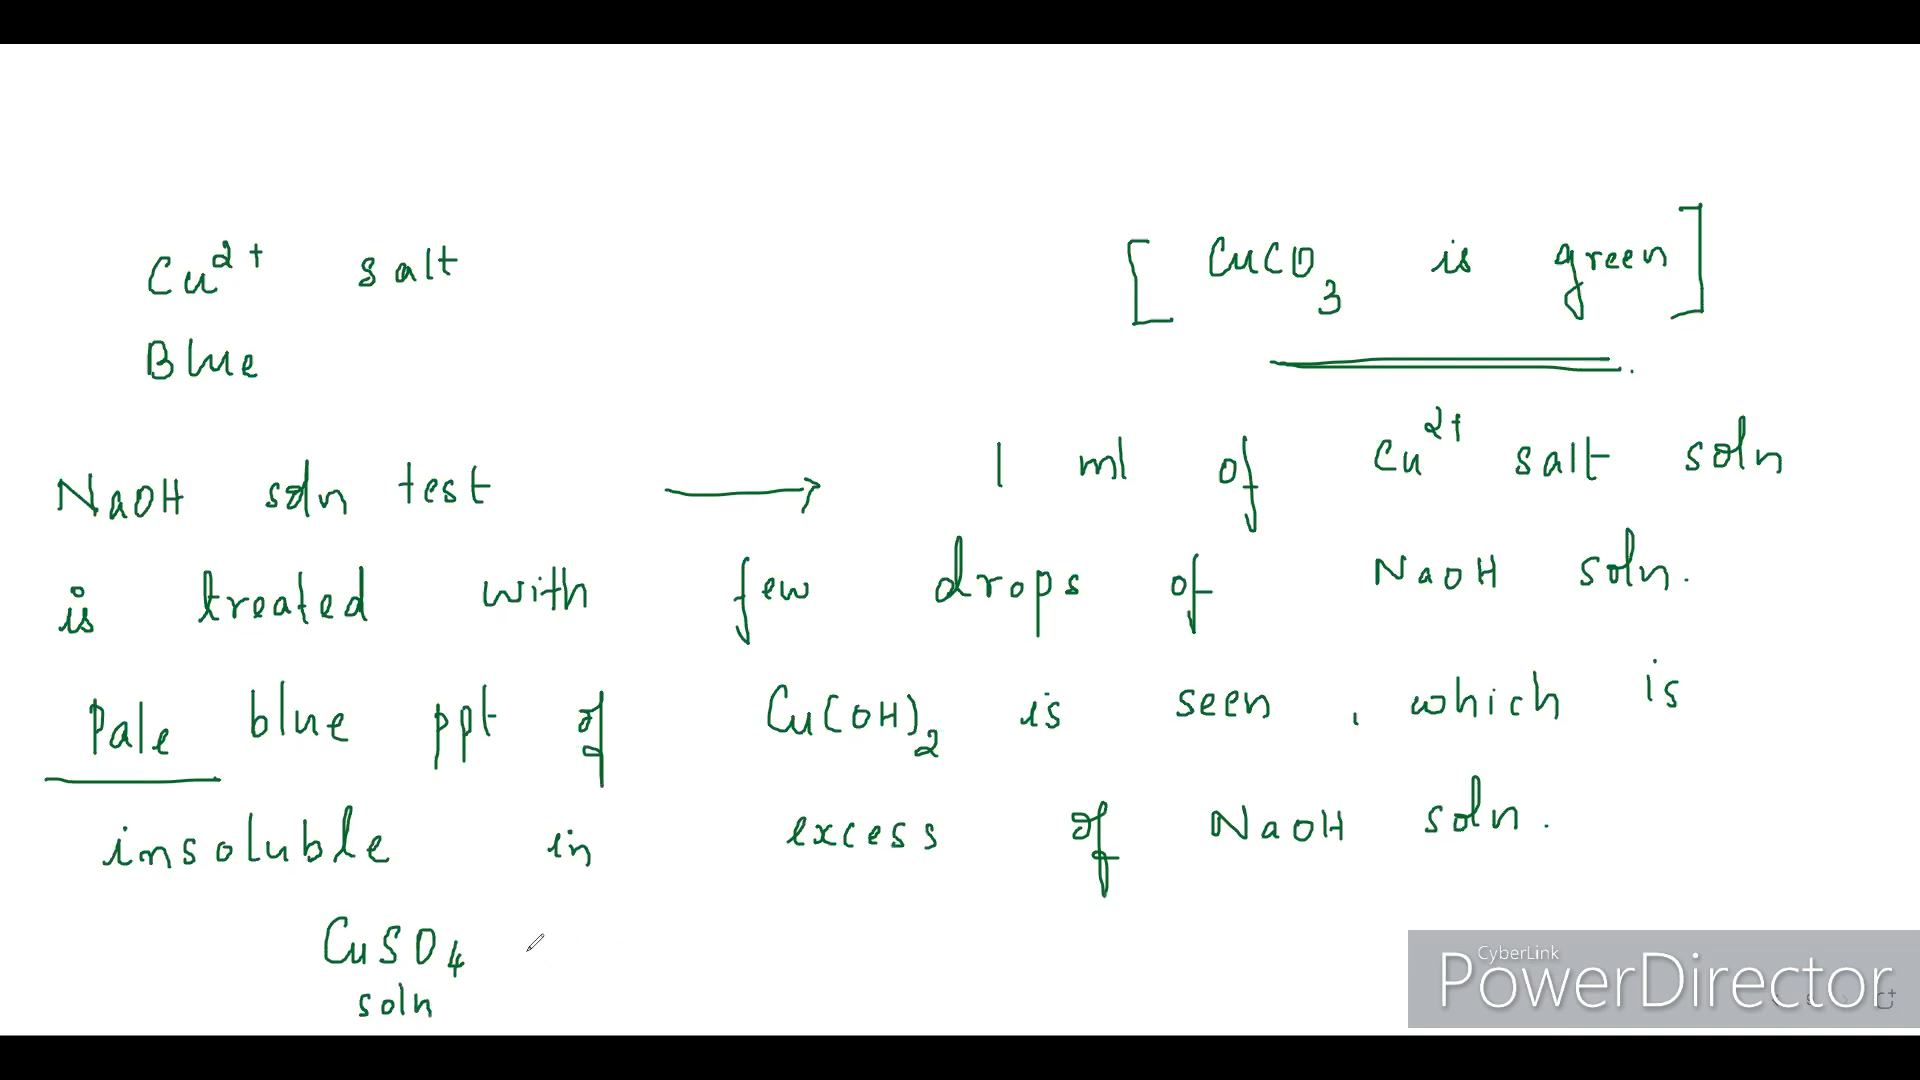 Cu²⁺ salt [ CuCO₃ is green ]
Blue
NaOH soln test ⟶ 1 ml of Cu²⁺ salt soln
is treated with few drops of NaOH soln.
Pale blue ppt of Cu(OH)₂ is seen, which is
insoluble in excess of NaOH soln.
CuSO₄
soln
CyberLink
PowerDirector